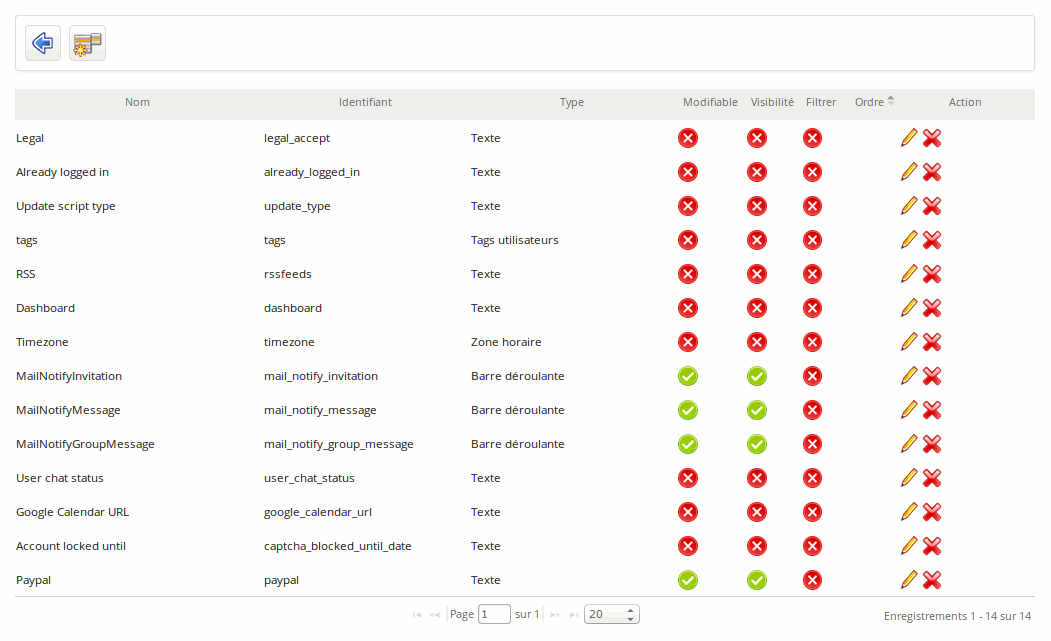 Nom Identifiant Type Modifiable Visibilité Filtrer Ordre Action
Legal legal_accept Texte
Already logged in already_logged_in Texte
Update script type update_type Texte
tags tags Tags utilisateurs
RSS rssfeeds Texte
Dashboard dashboard Texte
Timezone timezone Zone horaire
MailNotifyInvitation mail_notify_invitation Barre déroulante
MailNotifyMessage mail_notify_message Barre déroulante
MailNotifyGroupMessage mail_notify_group_message Barre déroulante
User chat status user_chat_status Texte
Google Calendar URL google_calendar_url Texte
Account locked until captcha_blocked_until_date Texte
Paypal paypal Texte
Page 1 sur 1 20 Enregistrements 1 - 14 sur 14